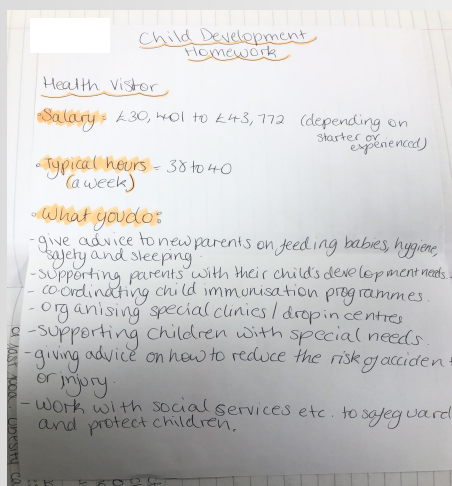 Child Development
Homework
Health Vistor
• Salary = £30,401 to £43,772 (depending on
starter or
experienced)
• Typical hours = 38 to 40
(a week)
• What you do:
- give advice to new parents on feeding babies, hygiene,
safety and sleeping.
- supporting parents with their child's development needs.
- co-ordinating child immunisation programmes.
- organising special clinics / drop in centres
- supporting children with special needs.
- giving advice on how to reduce the risk of acciden
or injury.
- work with social services etc. to safeguard
and protect children.